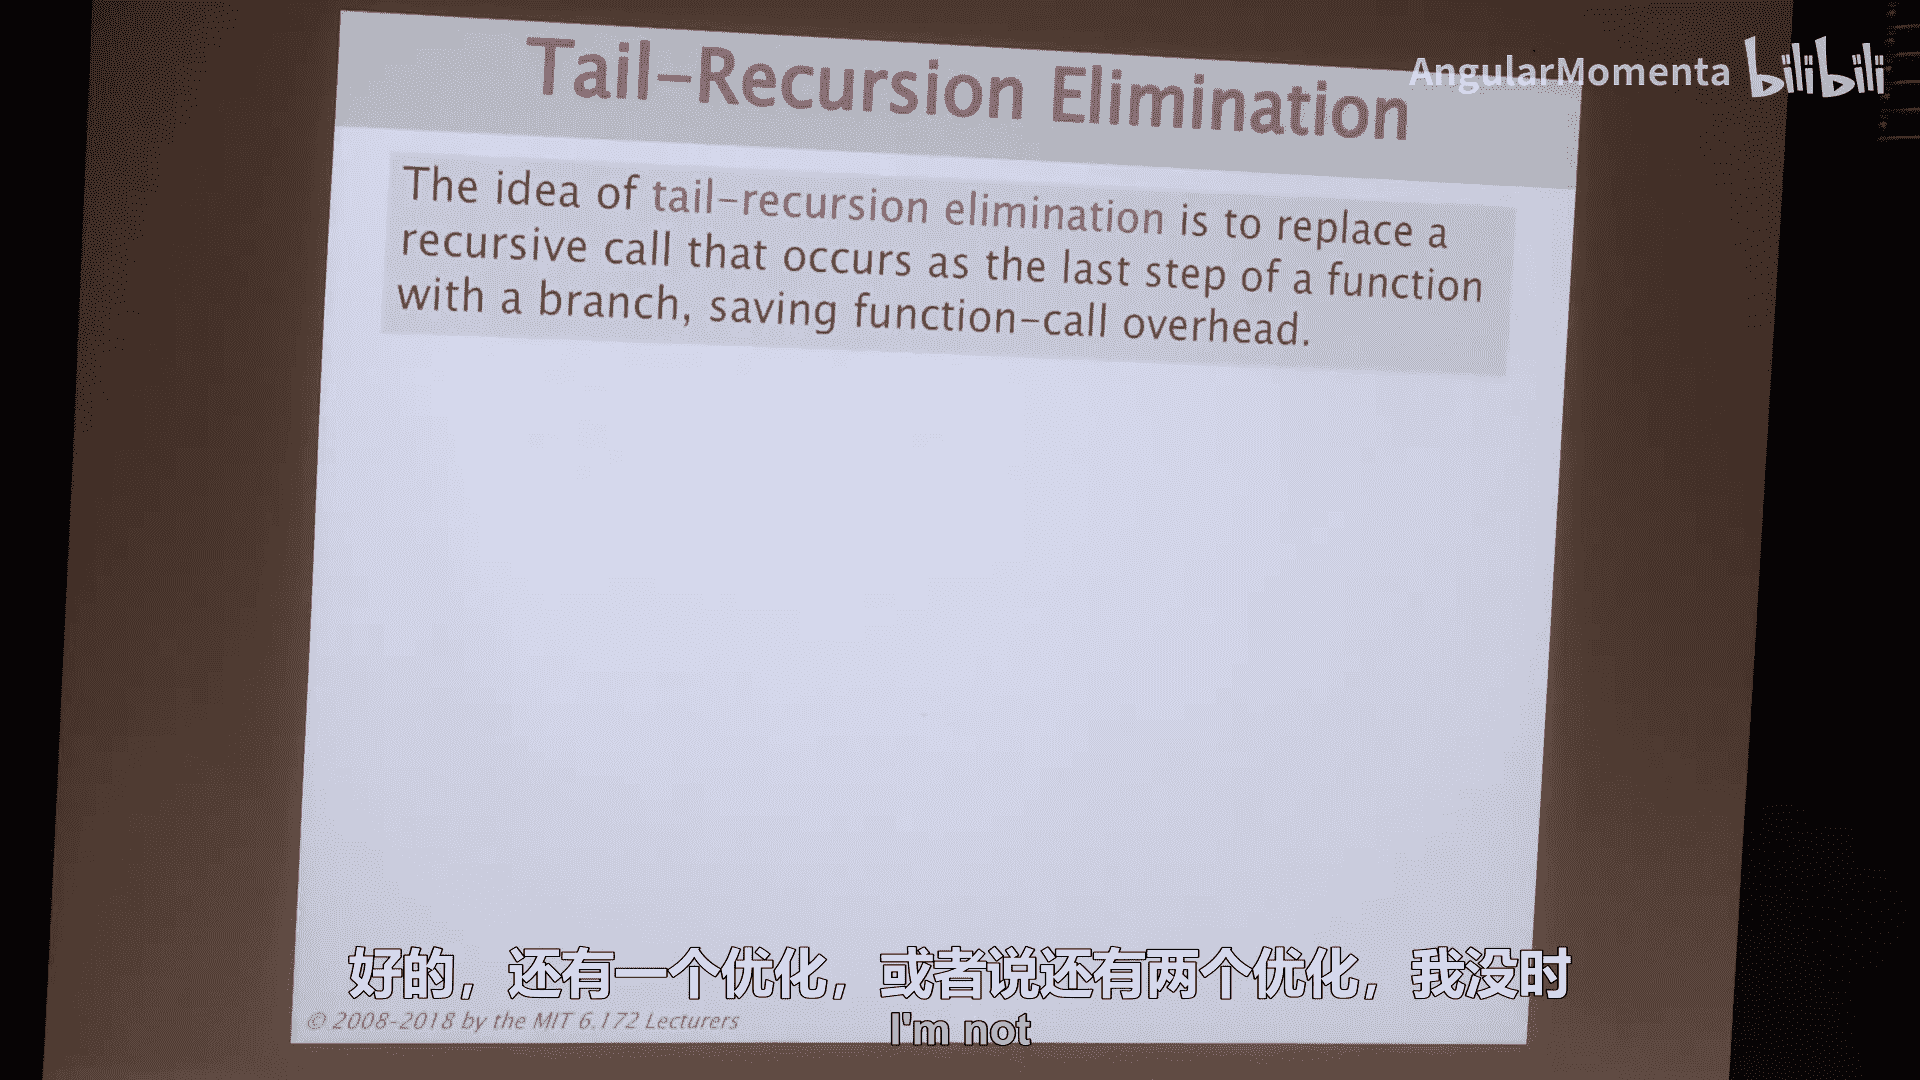 Tail–Recursion Elimination
AngularMomenta bilibili
The idea of tail–recursion elimination is to replace a
recursive call that occurs as the last step of a function
with a branch, saving function–call overhead.
好的，还有一个优化，或者说还有两个优化，我没时
© 2008-2018 by the MIT 6.172 Lecturers
I'm not